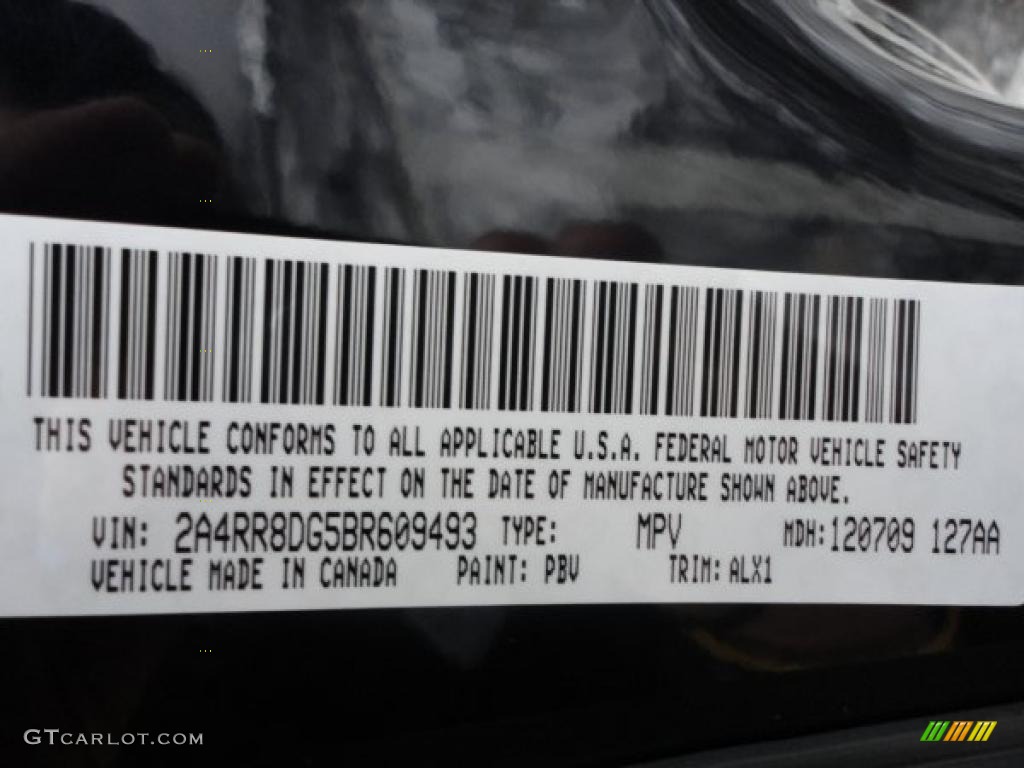 THIS VEHICLE CONFORMS TO ALL APPLICABLE U.S.A. FEDERAL MOTOR VEHICLE SAFETY
STANDARDS IN EFFECT ON THE DATE OF MANUFACTURE SHOWN ABOVE.
VIN: 2A4RR8DG5BR609493 TYPE: MPV MDH:120709 127AA
VEHICLE MADE IN CANADA PAINT: PBV TRIM: ALX1
GTCARLOT.COM